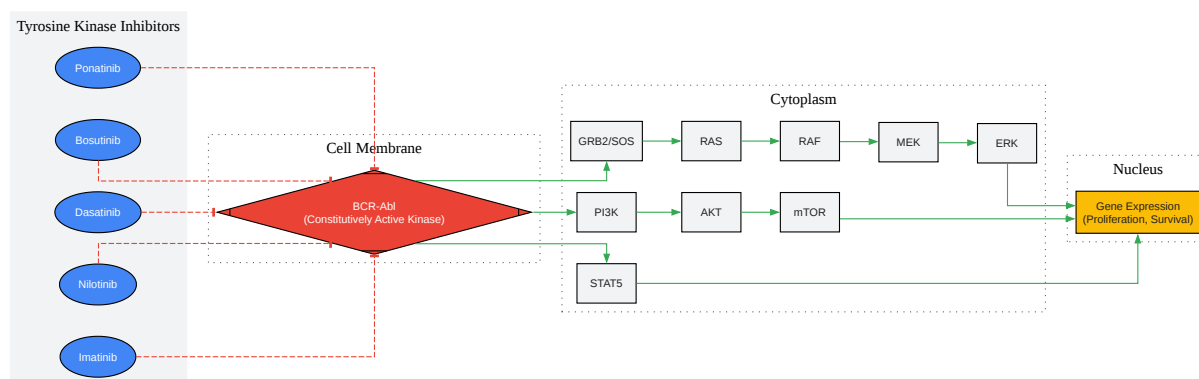 Tyrosine Kinase Inhibitors
Ponatinib
Bosutinib
Dasatinib
Nilotinib
Imatinib
Cell Membrane
BCR-Abl
(Constitutively Active Kinase)
Cytoplasm
GRB2/SOS
RAS
RAF
MEK
ERK
PI3K
AKT
mTOR
STAT5
Nucleus
Gene Expression
(Proliferation, Survival)